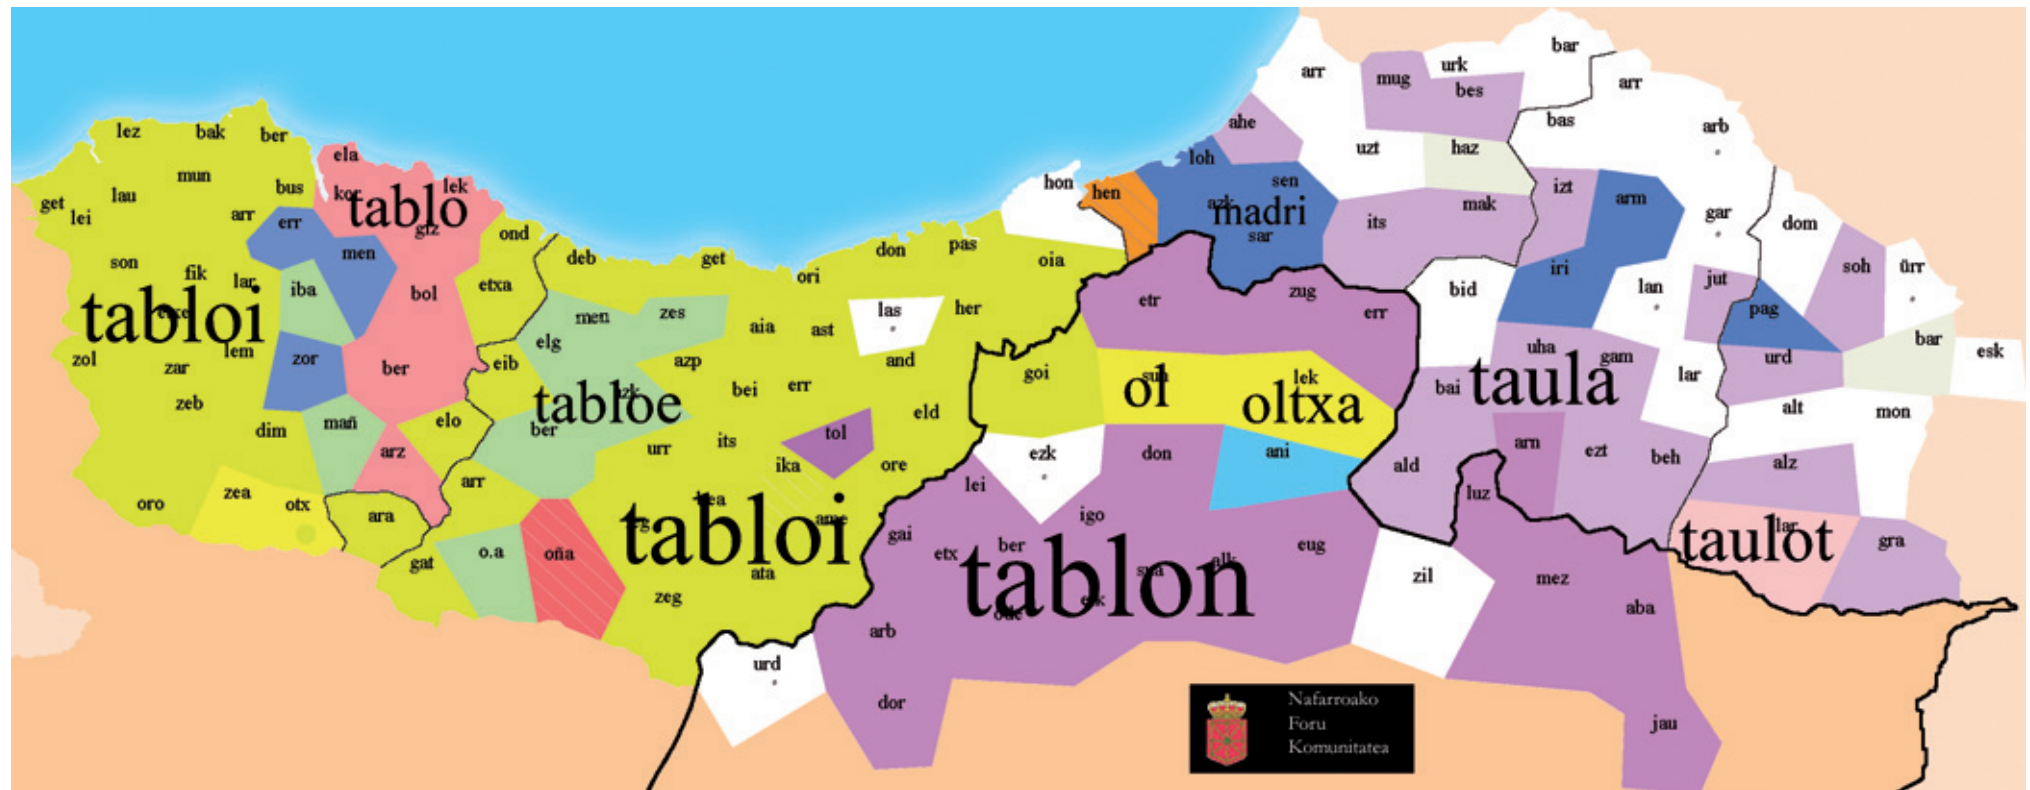 bar
arr
mug
urk
bes
arr
lez
bak
ber
ahe
bas
arb
ela
loh
uzt
haz
mun
bus
kor
lek
tablo
hon
hen
sen
azk
madri
izt
arm
get
lei
lau
arr
err
giz
ond
its
mak
gar
dom
sar
son
fik
lar
men
etxa
deb
get
ori
don
pas
oia
iri
bid
lan
jut
soh
ürr
iba
bol
etr
zug
err
pag
tabloi
men
zes
elg
aia
ast
las
her
zol
zar
lem
zor
ber
eib
azp
and
goi
ol
lek
oltxa
uha
gam
taula
bai
lar
urd
bar
esk
zeb
dim
mañ
elo
tabloe
ber
bei
err
eld
alt
mon
arz
urr
its
tol
ezk
don
ani
ald
arn
ezt
beh
alz
oro
zea
otx
ara
arr
ika
ore
lei
igo
luz
gat
o.a
oña
tabloi
ame
ata
zeg
gai
etx
ber
tablon
alk
eug
zil
mez
aba
lar
taulot
gra
urd
arb
dor
jau
Nafarroako
Foru
Komunitatea